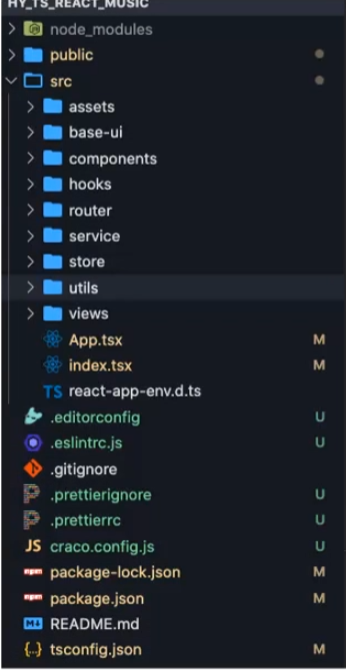 HY_TS_REACT_MUSIC
node_modules
public
src
assets
base-ui
components
hooks
router
service
store
utils
views
App.tsx M
index.tsx M
TS react-app-env.d.ts
.editorconfig U
.eslintrc.js U
.gitignore
.prettierignore U
.prettierrc U
JS craco.config.js U
npm package-lock.json M
npm package.json M
M↓ README.md
{..} tsconfig.json M